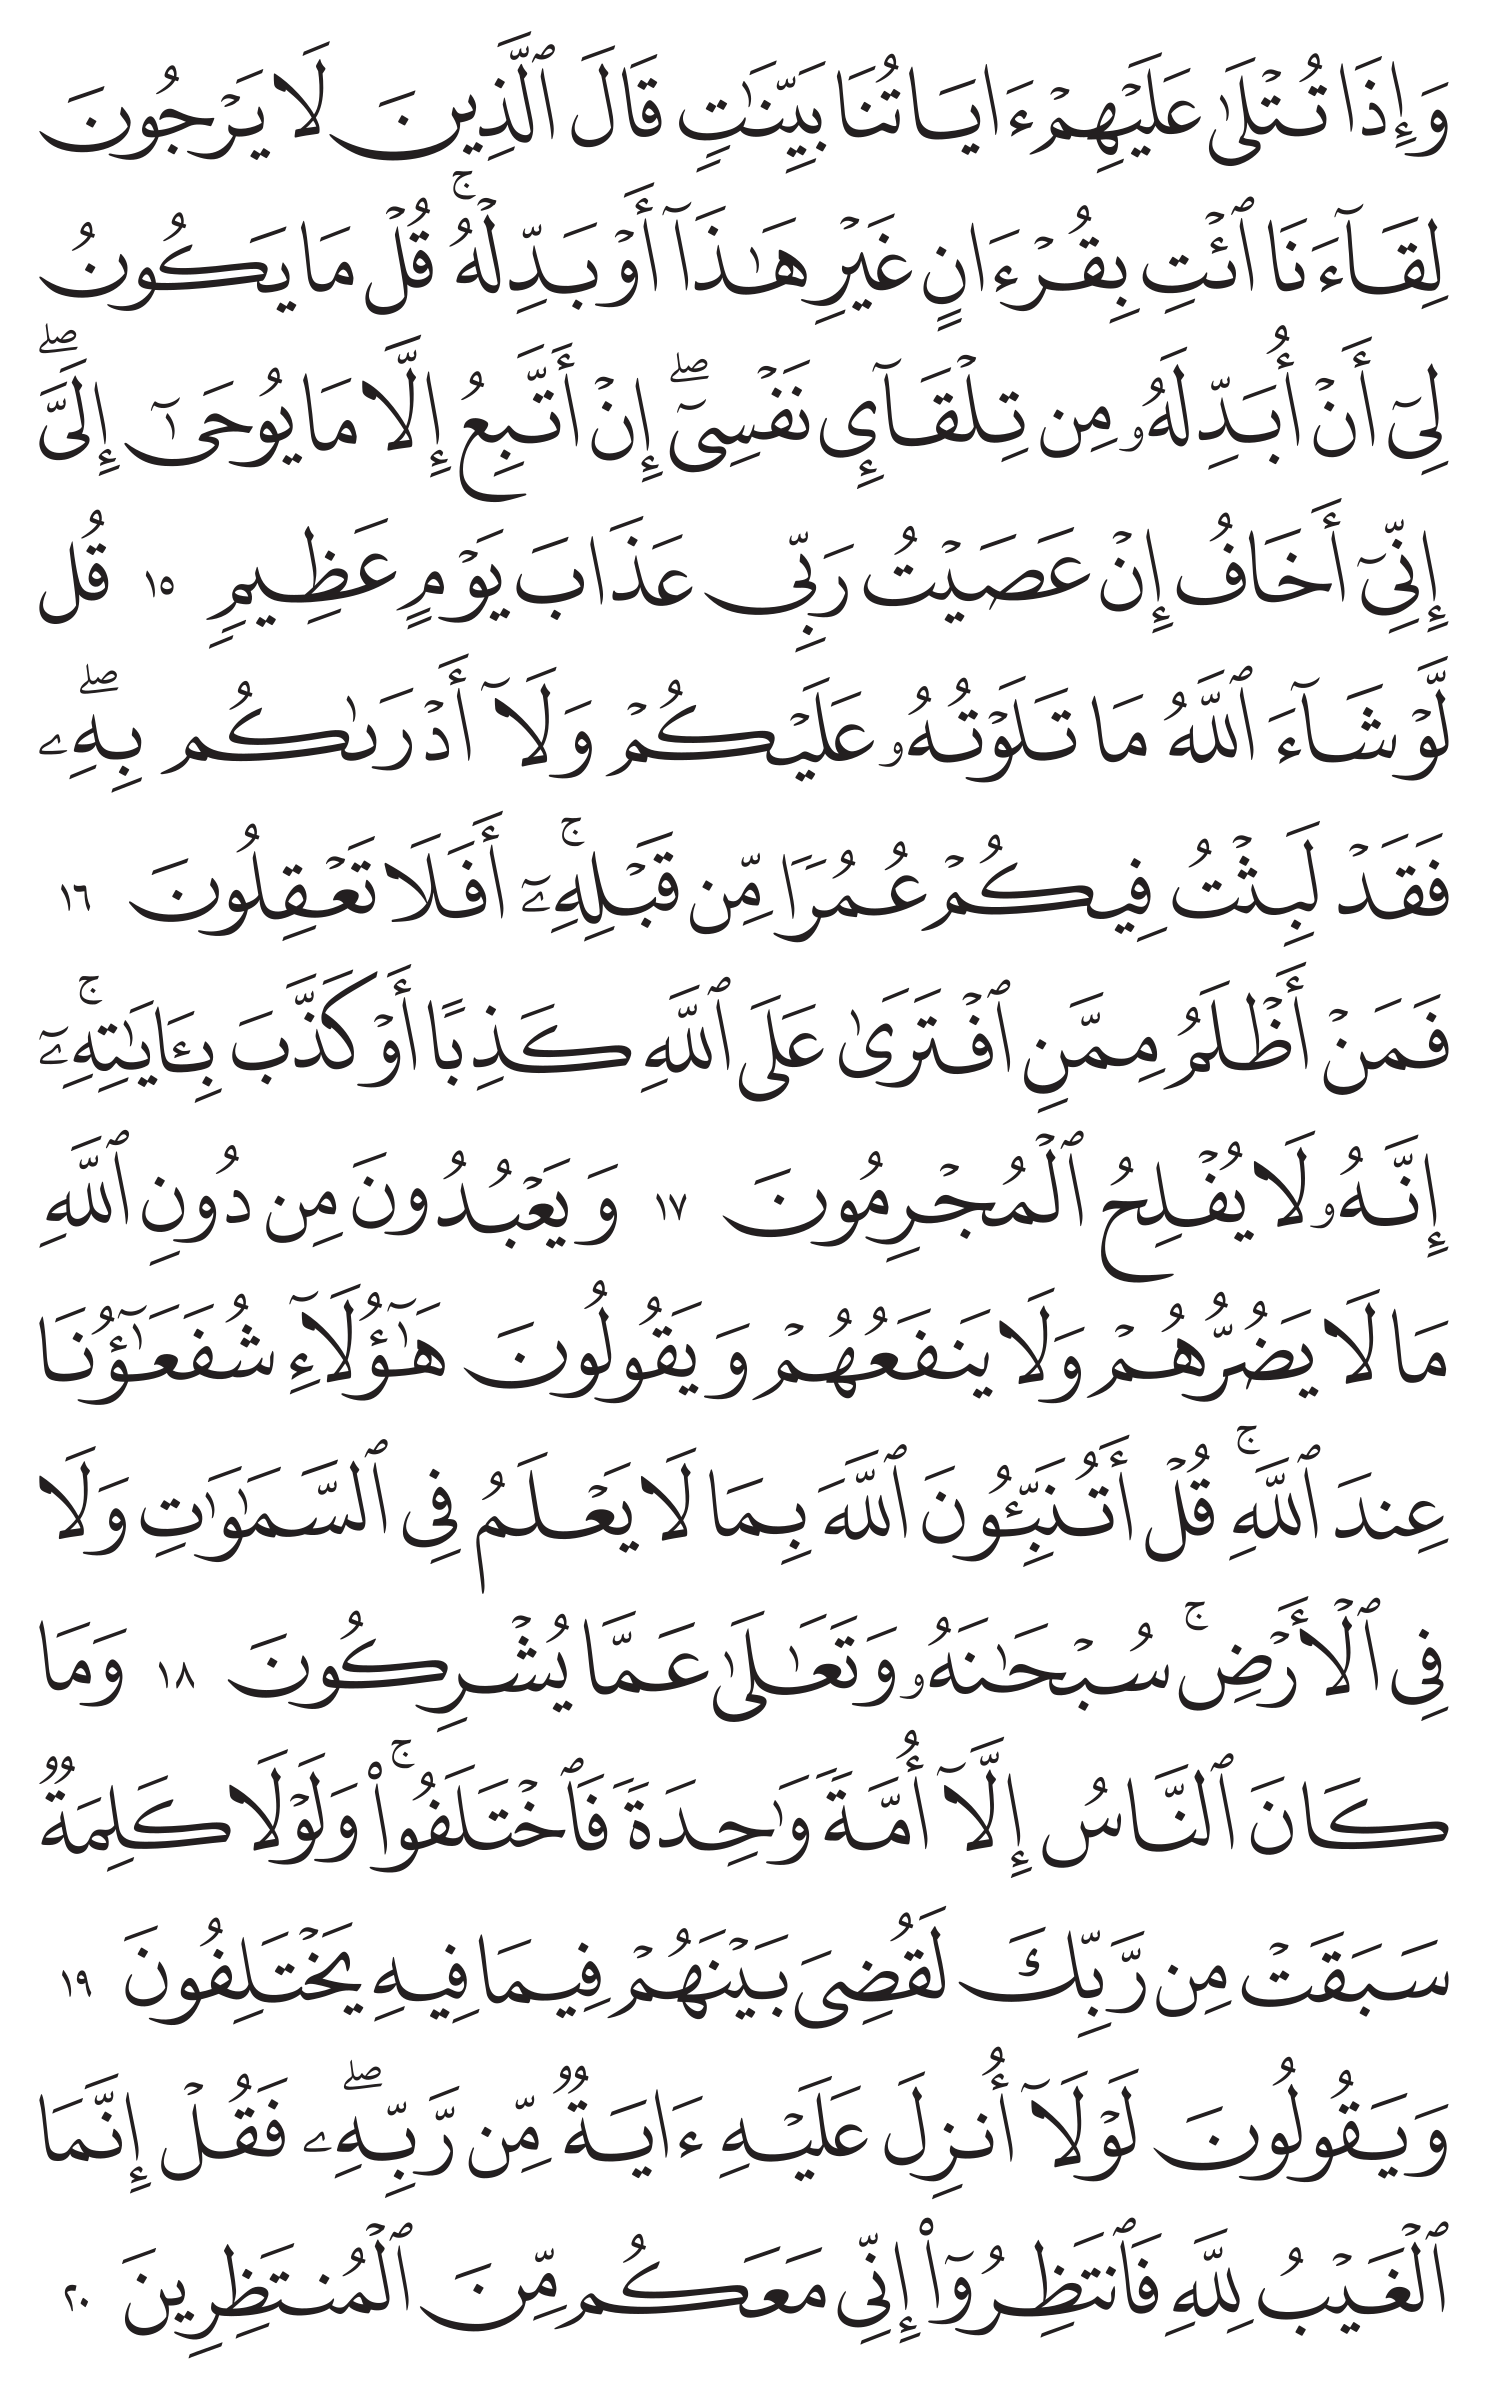 وَإِذَا تُتۡلَىٰ عَلَيۡهِمۡ ءَايَاتُنَا بَيِّنَٰتٖ قَالَ ٱلَّذِينَ لَا يَرۡجُونَ
لِقَآءَنَا ٱئۡتِ بِقُرۡءَانٍ غَيۡرِ هَٰذَآ أَوۡ بَدِّلۡهُۚ قُلۡ مَا يَكُونُ
لِيٓ أَنۡ أُبَدِّلَهُۥ مِن تِلۡقَآيِٕ نَفۡسِيٓۖ إِنۡ أَتَّبِعُ إِلَّا مَا يُوحَىٰٓ إِلَيَّۖ
إِنِّيٓ أَخَافُ إِنۡ عَصَيۡتُ رَبِّي عَذَابَ يَوۡمٍ عَظِيمٖ ١٥ قُل
لَّوۡ شَآءَ ٱللَّهُ مَا تَلَوۡتُهُۥ عَلَيۡكُمۡ وَلَآ أَدۡرَىٰكُم بِهِۦۖ
فَقَدۡ لَبِثۡتُ فِيكُمۡ عُمُرٗا مِّن قَبۡلِهِۦٓۚ أَفَلَا تَعۡقِلُونَ ١٦
فَمَنۡ أَظۡلَمُ مِمَّنِ ٱفۡتَرَىٰ عَلَى ٱللَّهِ كَذِبًا أَوۡ كَذَّبَ بِـَٔايَٰتِهِۦٓۚ
إِنَّهُۥ لَا يُفۡلِحُ ٱلۡمُجۡرِمُونَ ١٧ وَيَعۡبُدُونَ مِن دُونِ ٱللَّهِ
مَا لَا يَضُرُّهُمۡ وَلَا يَنفَعُهُمۡ وَيَقُولُونَ هَٰٓؤُلَآءِ شُفَعَٰٓؤُنَا
عِندَ ٱللَّهِۚ قُلۡ أَتُنَبِّـُٔونَ ٱللَّهَ بِمَا لَا يَعۡلَمُ فِي ٱلسَّمَٰوَٰتِ وَلَا
فِي ٱلۡأَرۡضِۚ سُبۡحَٰنَهُۥ وَتَعَٰلَىٰ عَمَّا يُشۡرِكُونَ ١٨ وَمَا
كَانَ ٱلنَّاسُ إِلَّآ أُمَّةٗ وَٰحِدَةٗ فَٱخۡتَلَفُواْۚ وَلَوۡلَا كَلِمَةٞ
سَبَقَتۡ مِن رَّبِّكَ لَقُضِيَ بَيۡنَهُمۡ فِيمَا فِيهِ يَخۡتَلِفُونَ ١٩
وَيَقُولُونَ لَوۡلَآ أُنزِلَ عَلَيۡهِ ءَايَةٞ مِّن رَّبِّهِۦۖ فَقُلۡ إِنَّمَا
ٱلۡغَيۡبُ لِلَّهِ فَٱنتَظِرُوٓاْ إِنِّي مَعَكُم مِّنَ ٱلۡمُنتَظِرِينَ ٢٠